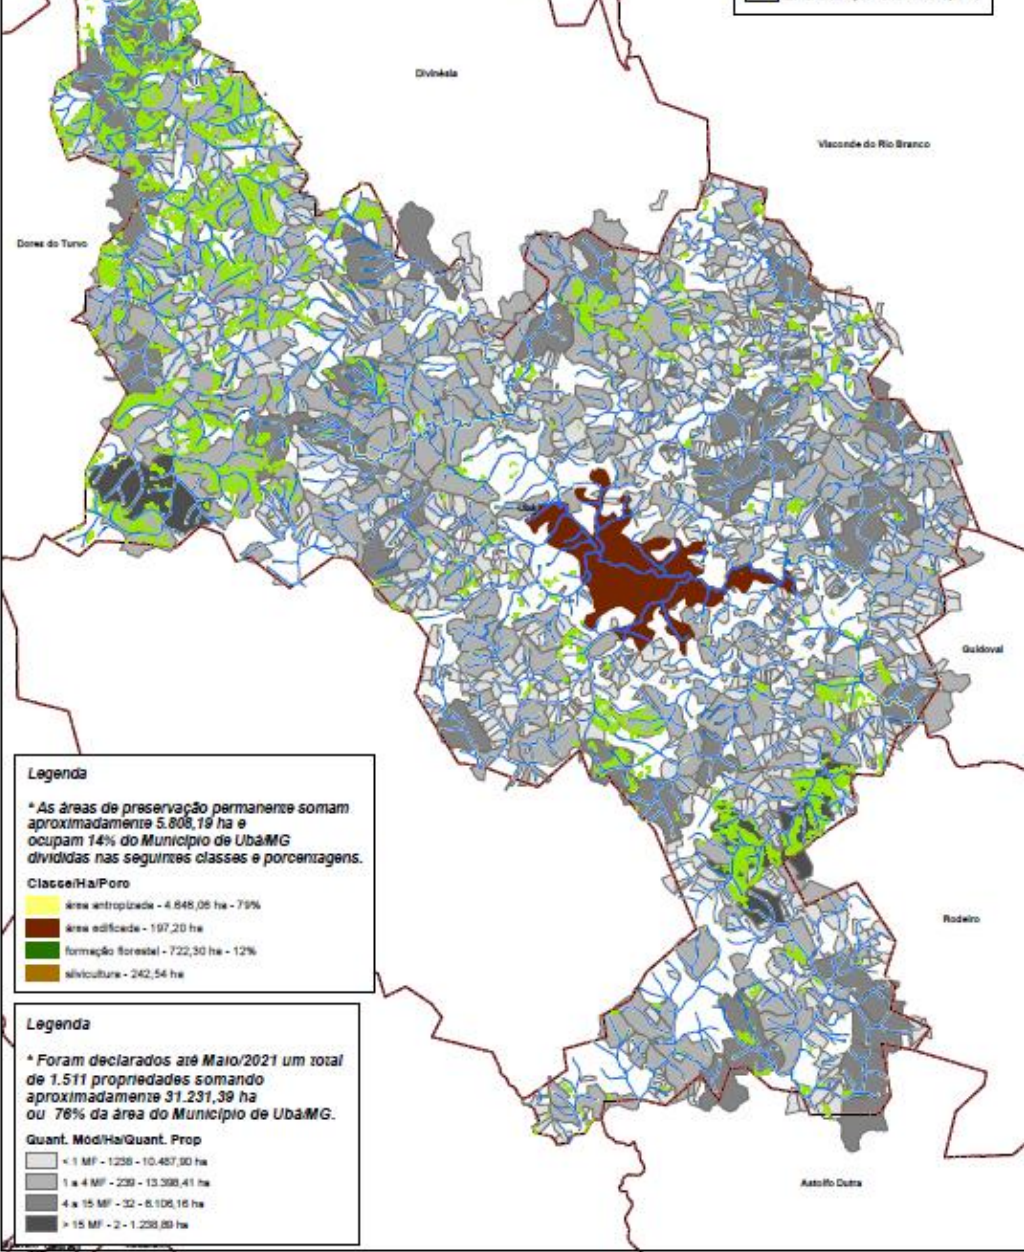 Divinésia
Visconde do Rio Branco
Dores do Turvo
Guidoval
Legenda
* As áreas de preservação permanente somam
aproximadamente 5.808,19 ha e
ocupam 14% do Município de Ubá/MG
divididas nas seguintes classes e porcentagens.
Classe/Ha/Porc
área antropizada - 4.646,06 ha - 79%
área edificada - 197,20 ha
formação florestal - 722,30 ha - 12%
silvicultura - 242,54 ha
Rodeiro
Legenda
* Foram declarados até Maio/2021 um total
de 1.511 propriedades somando
aproximadamente 31.231,39 ha
ou 76% da área do Município de Ubá/MG.
Quant. Mód/Ha/Quant. Prop
< 1 MF - 1238 - 10.487,90 ha
1 a 4 MF - 239 - 13.398,41 ha
4 a 15 MF - 32 - 6.106,16 ha
> 15 MF - 2 - 1.238,89 ha
Astolfo Dutra